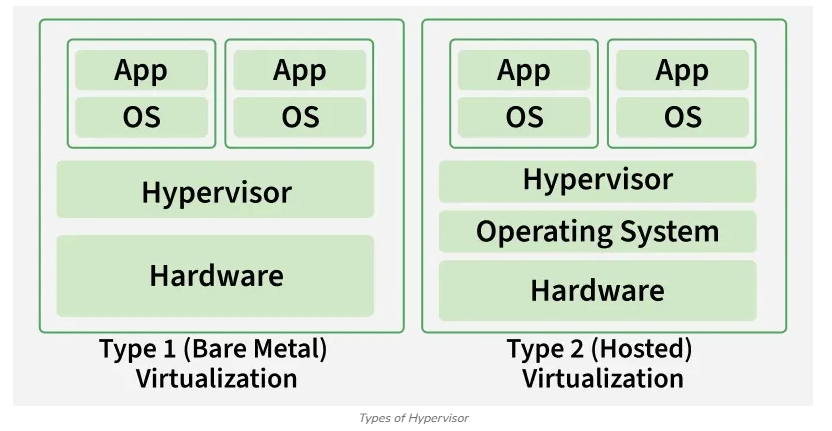 App
App
OS
OS
Hypervisor
Hardware
Type 1 (Bare Metal)
Virtualization
App
App
OS
OS
Hypervisor
Operating System
Hardware
Type 2 (Hosted)
Virtualization
Types of Hypervisor